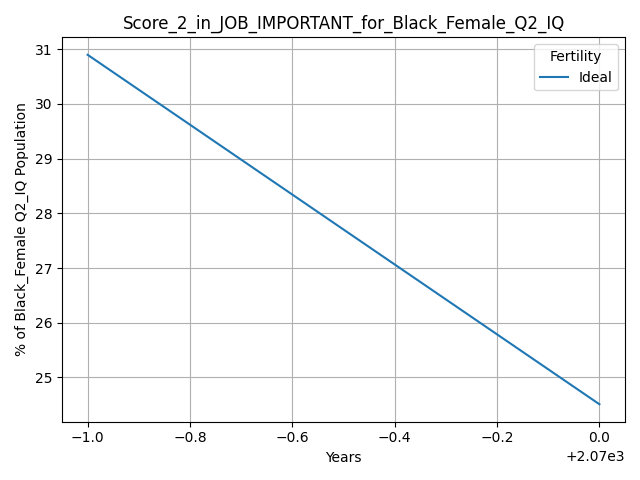 Score_2_in_JOB_IMPORTANT_for_Black_Female_Q2_IQ
Fertility
Ideal
% of Black_Female Q2_IQ Population
31
30
29
28
27
26
25
−1.0
−0.8
−0.6
−0.4
−0.2
0.0
Years
+2.07e3